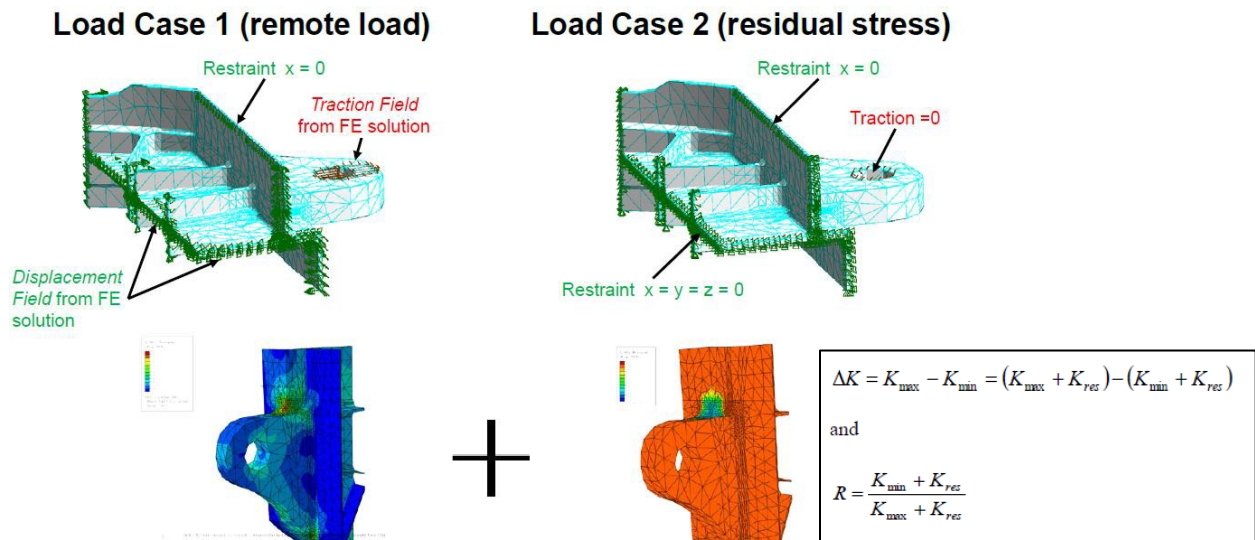 Load Case 1 (remote load)
Load Case 2 (residual stress)
Restraint x = 0
Traction Field
from FE solution
Displacement
Field from FE
solution
Restraint x = 0
Traction =0
Restraint x = y = z = 0
+
ΔK = K_max − K_min = (K_max + K_res) − (K_min + K_res)
and
R = (K_min + K_res) / (K_max + K_res)